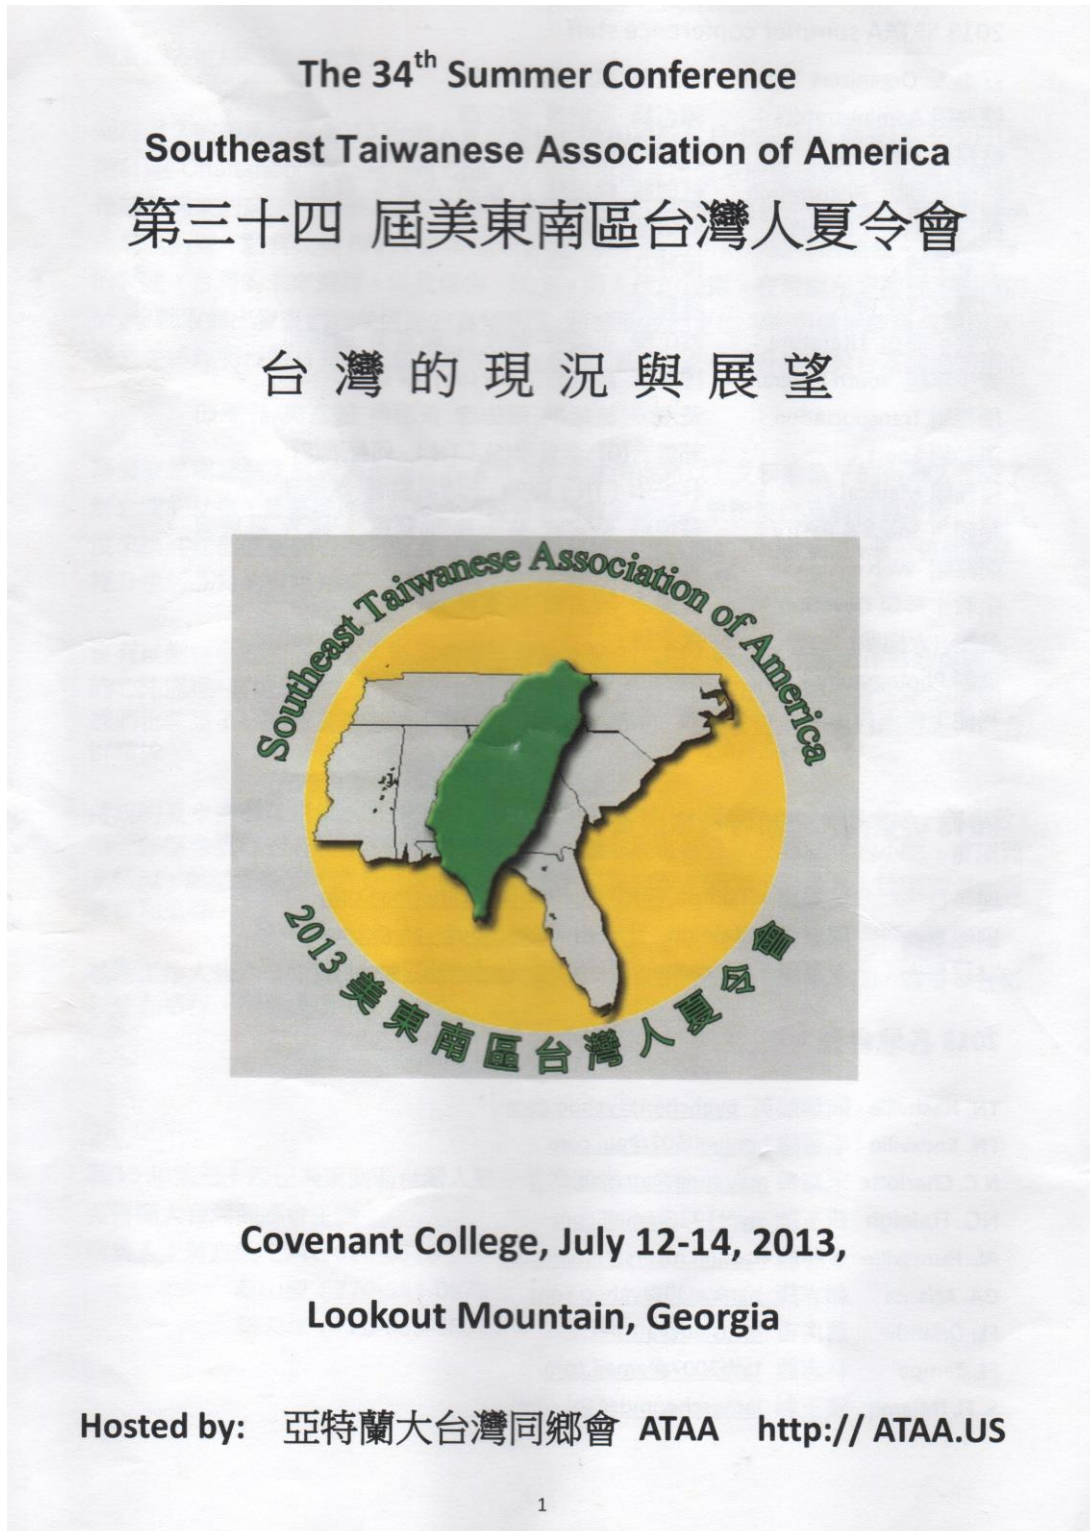 The 34th Summer Conference
Southeast Taiwanese Association of America
第三十四 屆美東南區台灣人夏令會
台灣的現況與展望
Southeast Taiwanese Association of America
2013 美東南區台灣人夏令會
Covenant College, July 12-14, 2013,
Lookout Mountain, Georgia
Hosted by: 亞特蘭大台灣同鄉會 ATAA http:// ATAA.US
1